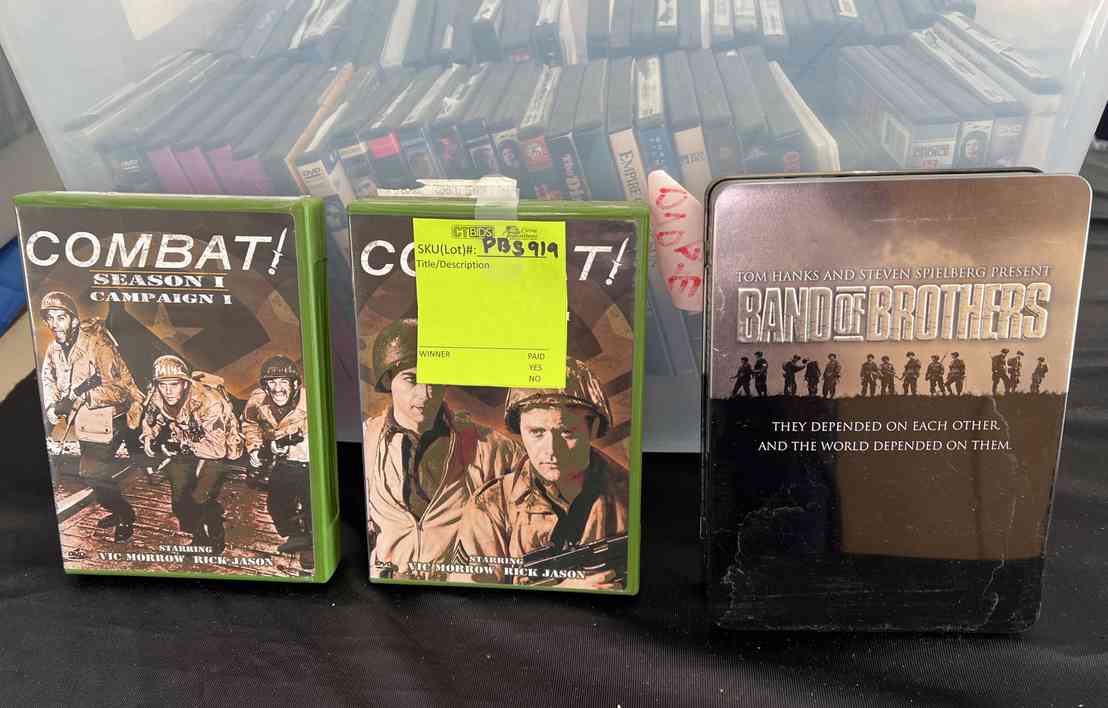 COMBAT!
SEASON I
CAMPAIGN I
STARRING
VIC MORROW RICK JASON
CO T!
CTBIDS
SKU(Lot)#: PBS919
Title/Description
WINNER
PAID
YES
NO
STARRING
VIC MORROW RICK JASON
DVD
EMPIRE
DVD
TOM HANKS AND STEVEN SPIELBERG PRESENT
BAND OF BROTHERS
THEY DEPENDED ON EACH OTHER.
AND THE WORLD DEPENDED ON THEM.